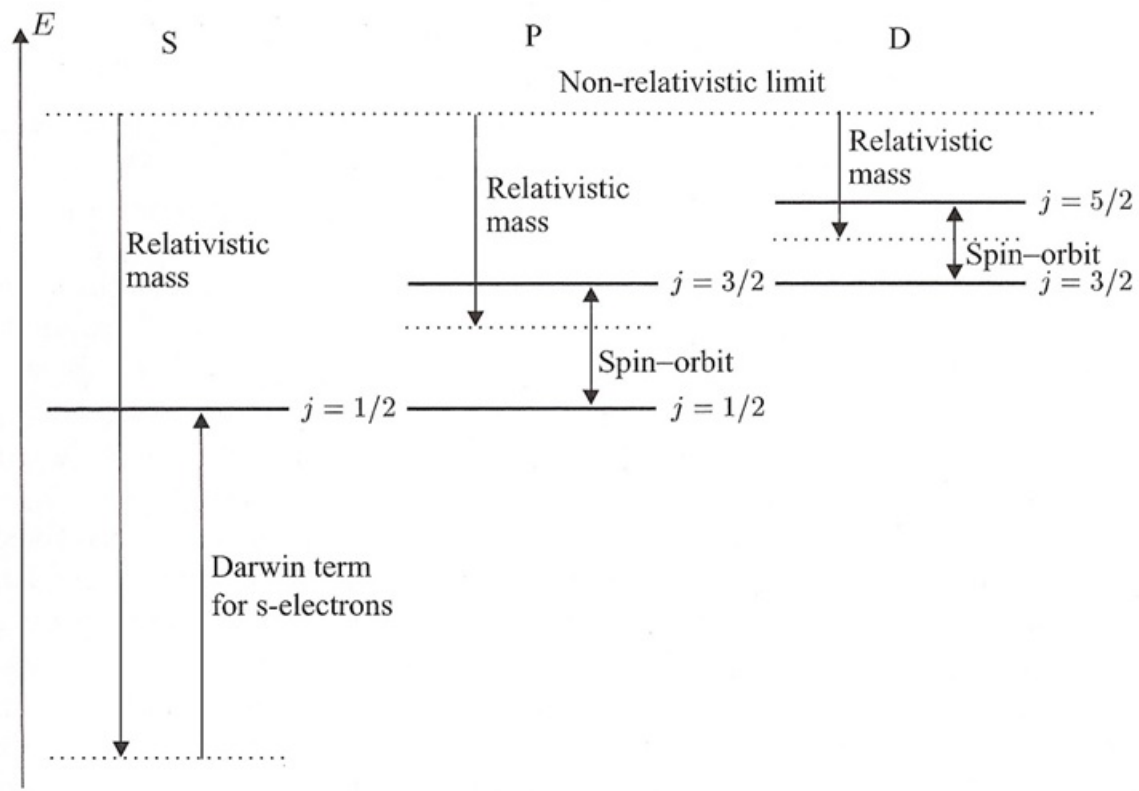 E
S
P
D
Non-relativistic limit
Relativistic
mass
Relativistic
mass
Relativistic
mass
j = 5/2
Spin–orbit
j = 3/2
j = 3/2
Spin–orbit
j = 1/2
j = 1/2
Darwin term
for s-electrons